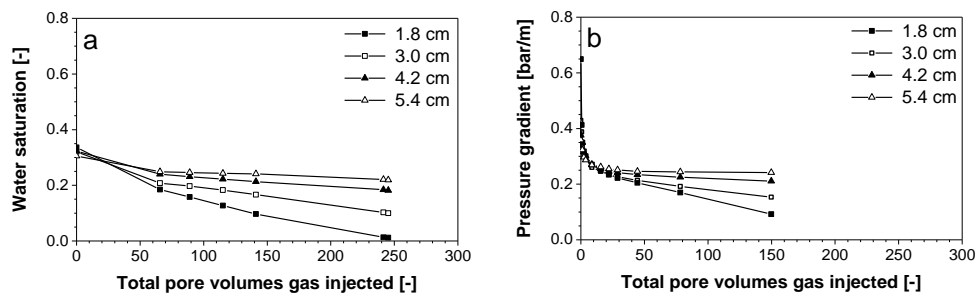 a
Water saturation [-]
0.8
0.6
0.4
0.2
0.0
0 50 100 150 200 250 300
Total pore volumes gas injected [-]
1.8 cm
3.0 cm
4.2 cm
5.4 cm
b
Pressure gradient [bar/m]
0.8
0.6
0.4
0.2
0.0
0 50 100 150 200 250 300
Total pore volumes gas injected [-]
1.8 cm
3.0 cm
4.2 cm
5.4 cm